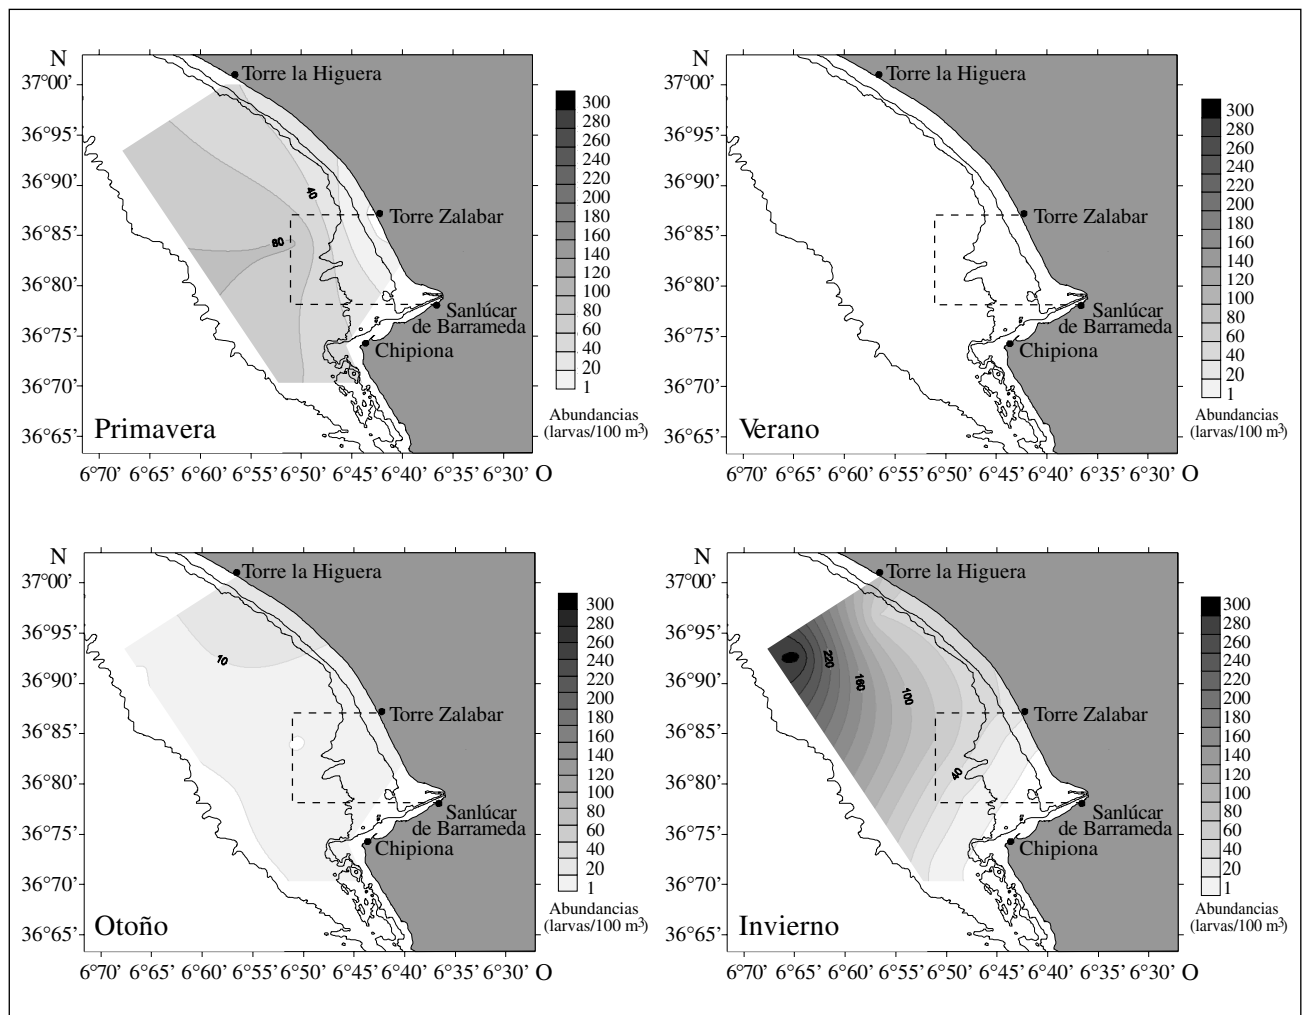 N
Torre la Higuera
37°00’
36°95’
36°90’
36°85’
36°80’
36°75’
36°70’
36°65’
40
80
Torre Zalabar
Sanlúcar
de Barrameda
Chipiona
Primavera
6°70’ 6°65’ 6°60’ 6°55’ 6°50’ 6°45’ 6°40’ 6°35’ 6°30’ O
300
280
260
240
220
200
180
160
140
120
100
80
60
40
20
1
Abundancias
(larvas/100 m³)
N
Torre la Higuera
37°00’
36°95’
36°90’
36°85’
36°80’
36°75’
36°70’
36°65’
Torre Zalabar
Sanlúcar
de Barrameda
Chipiona
Verano
6°70’ 6°65’ 6°60’ 6°55’ 6°50’ 6°45’ 6°40’ 6°35’ 6°30’ O
300
280
260
240
220
200
180
160
140
120
100
80
60
40
20
1
Abundancias
(larvas/100 m³)
N
Torre la Higuera
37°00’
36°95’
36°90’
36°85’
36°80’
36°75’
36°70’
36°65’
10
Torre Zalabar
Sanlúcar
de Barrameda
Chipiona
Otoño
6°70’ 6°65’ 6°60’ 6°55’ 6°50’ 6°45’ 6°40’ 6°35’ 6°30’ O
300
280
260
240
220
200
180
160
140
120
100
80
60
40
20
1
Abundancias
(larvas/100 m³)
N
Torre la Higuera
37°00’
36°95’
36°90’
36°85’
36°80’
36°75’
36°70’
36°65’
220
160
100
40
Torre Zalabar
Sanlúcar
de Barrameda
Chipiona
Invierno
6°70’ 6°65’ 6°60’ 6°55’ 6°50’ 6°45’ 6°40’ 6°35’ 6°30’ O
300
280
260
240
220
200
180
160
140
120
100
80
60
40
20
1
Abundancias
(larvas/100 m³)